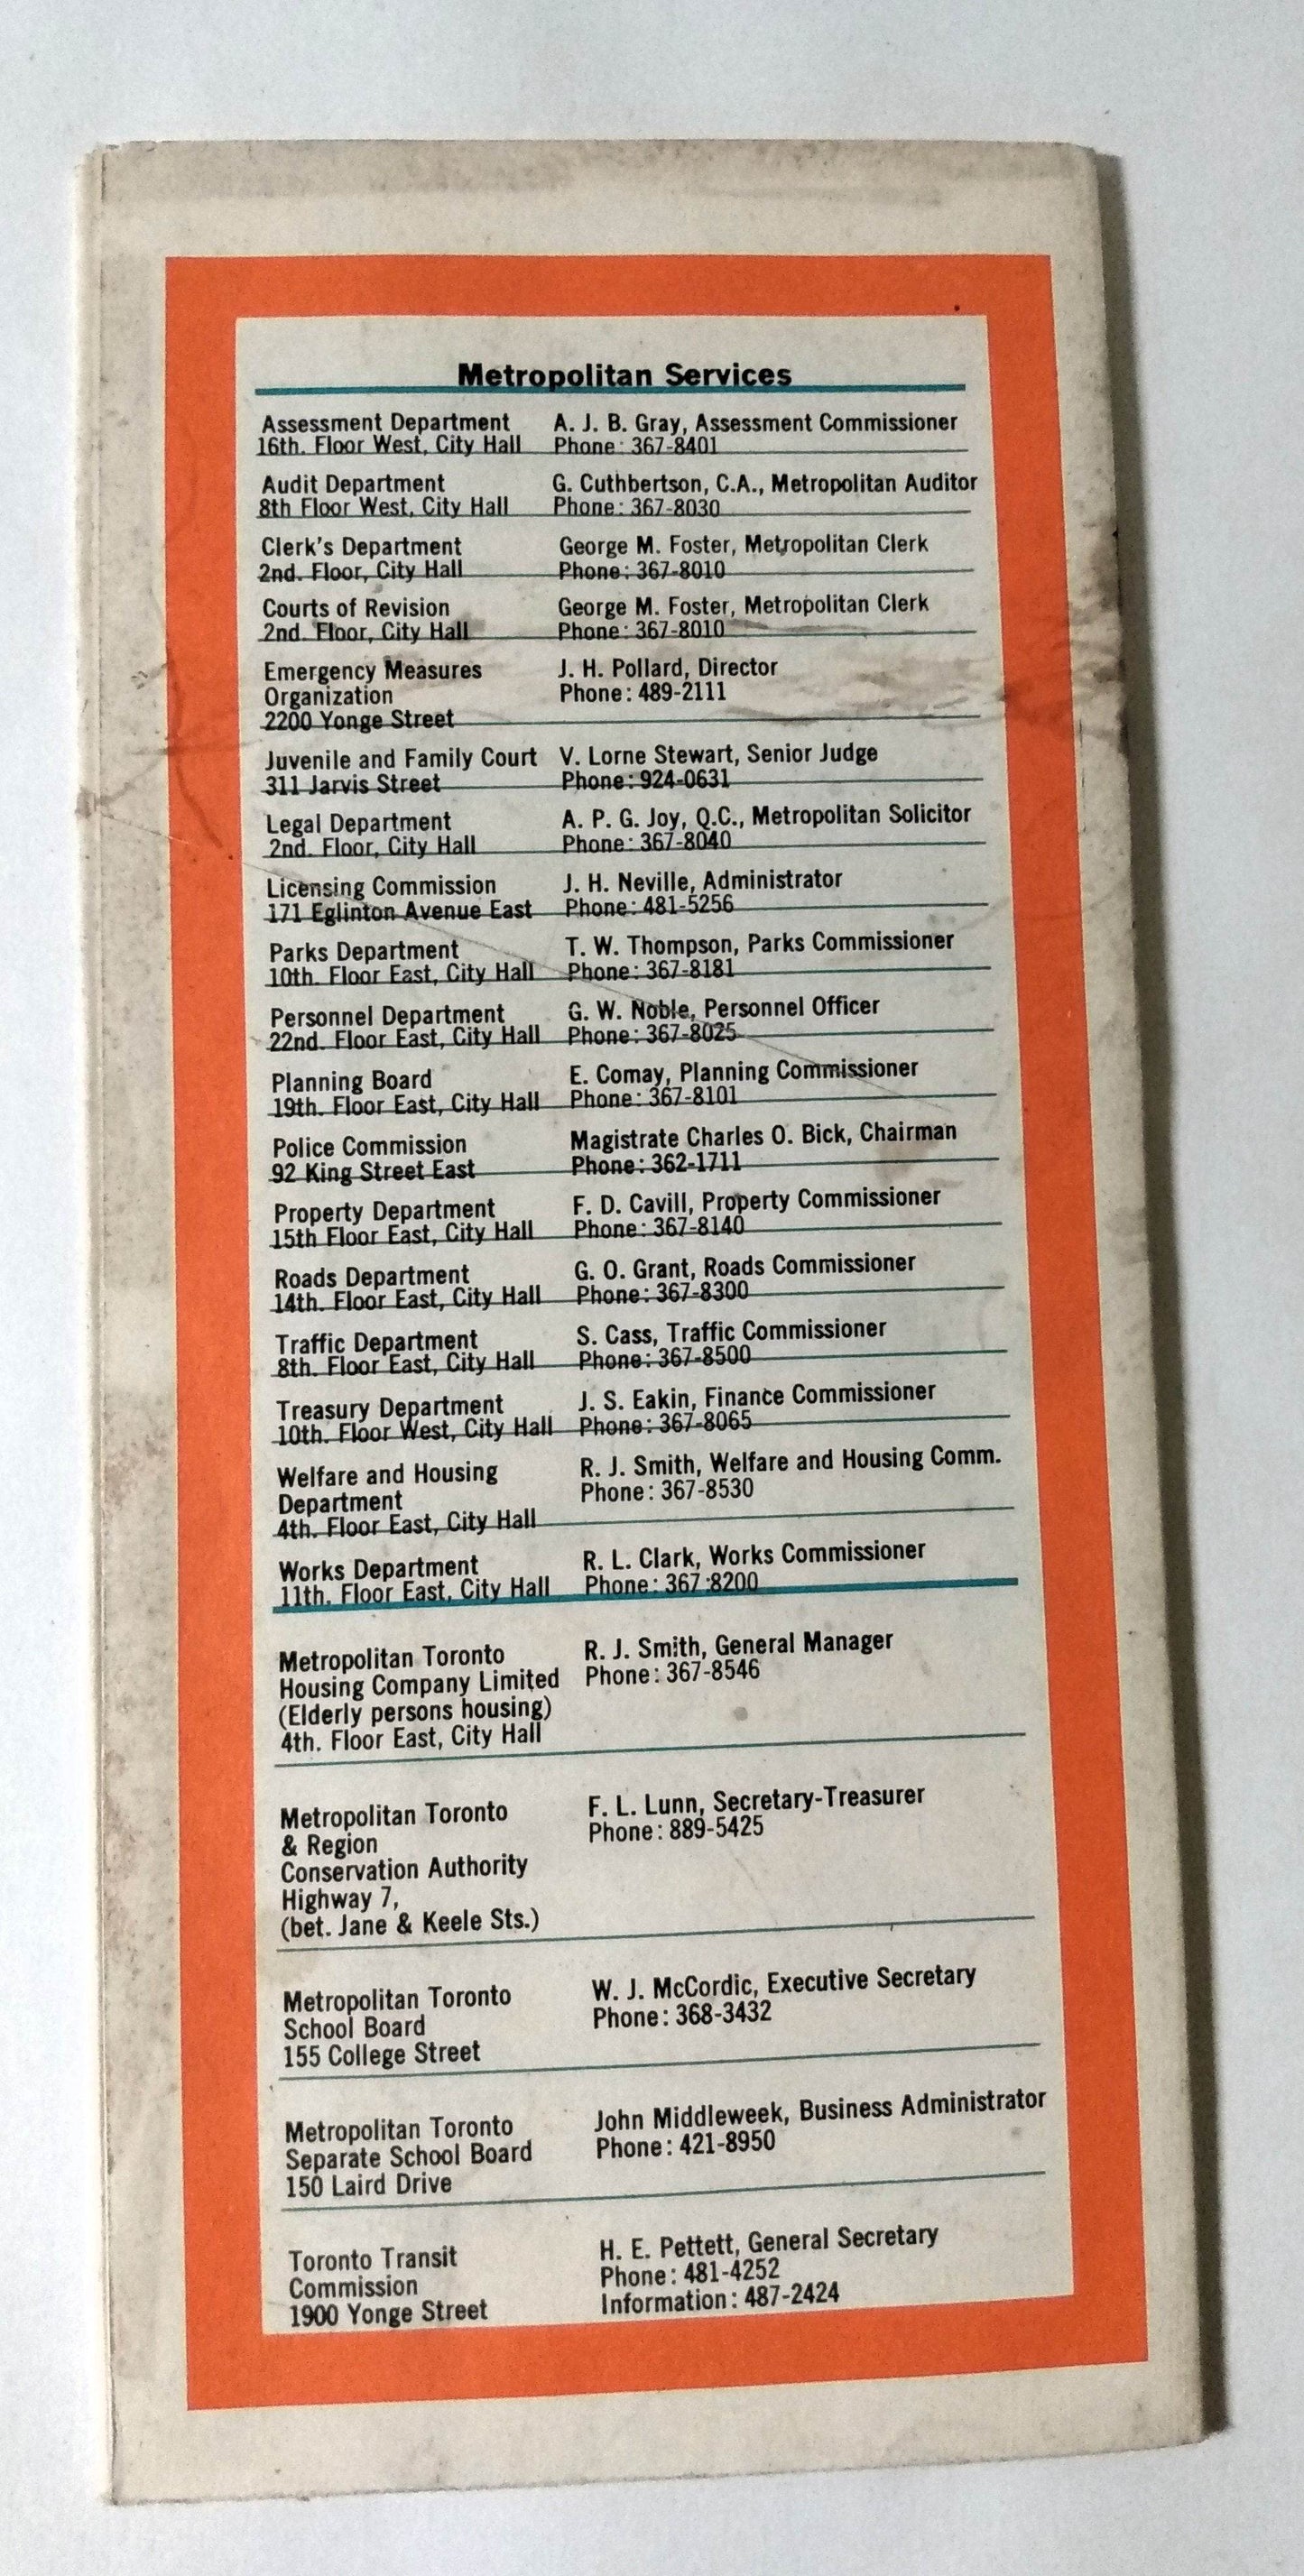 Metropolitan Services
Assessment Department A. J. B. Gray, Assessment Commissioner
16th. Floor West, City Hall Phone: 367-8401
Audit Department G. Cuthbertson, C.A., Metropolitan Auditor
8th Floor West, City Hall Phone: 367-8030
Clerk's Department George M. Foster, Metropolitan Clerk
2nd. Floor, City Hall Phone: 367-8010
Courts of Revision George M. Foster, Metropolitan Clerk
2nd. Floor, City Hall Phone: 367-8010
Emergency Measures J. H. Pollard, Director
Organization Phone: 489-2111
2200 Yonge Street
Juvenile and Family Court V. Lorne Stewart, Senior Judge
311 Jarvis Street Phone: 924-0631
Legal Department A. P. G. Joy, Q.C., Metropolitan Solicitor
2nd. Floor, City Hall Phone: 367-8040
Licensing Commission J. H. Neville, Administrator
171 Eglinton Avenue East Phone: 481-5256
Parks Department T. W. Thompson, Parks Commissioner
10th. Floor East, City Hall Phone: 367-8181
Personnel Department G. W. Noble, Personnel Officer
22nd. Floor East, City Hall Phone: 367-8025
Planning Board E. Comay, Planning Commissioner
19th. Floor East, City Hall Phone: 367-8101
Police Commission Magistrate Charles O. Bick, Chairman
92 King Street East Phone: 362-1711
Property Department F. D. Cavill, Property Commissioner
15th Floor East, City Hall Phone: 367-8140
Roads Department G. O. Grant, Roads Commissioner
14th. Floor East, City Hall Phone: 367-8300
Traffic Department S. Cass, Traffic Commissioner
8th. Floor East, City Hall Phone: 367-8500
Treasury Department J. S. Eakin, Finance Commissioner
10th. Floor West, City Hall Phone: 367-8065
Welfare and Housing R. J. Smith, Welfare and Housing Comm.
Department Phone: 367-8530
4th. Floor East, City Hall
Works Department R. L. Clark, Works Commissioner
11th. Floor East, City Hall Phone: 367-8200
Metropolitan Toronto R. J. Smith, General Manager
Housing Company Limited Phone: 367-8546
(Elderly persons housing)
4th. Floor East, City Hall
Metropolitan Toronto F. L. Lunn, Secretary-Treasurer
& Region Phone: 889-5425
Conservation Authority
Highway 7,
(bet. Jane & Keele Sts.)
Metropolitan Toronto W. J. McCordic, Executive Secretary
School Board Phone: 368-3432
155 College Street
Metropolitan Toronto John Middleweek, Business Administrator
Separate School Board Phone: 421-8950
150 Laird Drive
Toronto Transit H. E. Pettett, General Secretary
Commission Phone: 481-4252
1900 Yonge Street Information: 487-2424